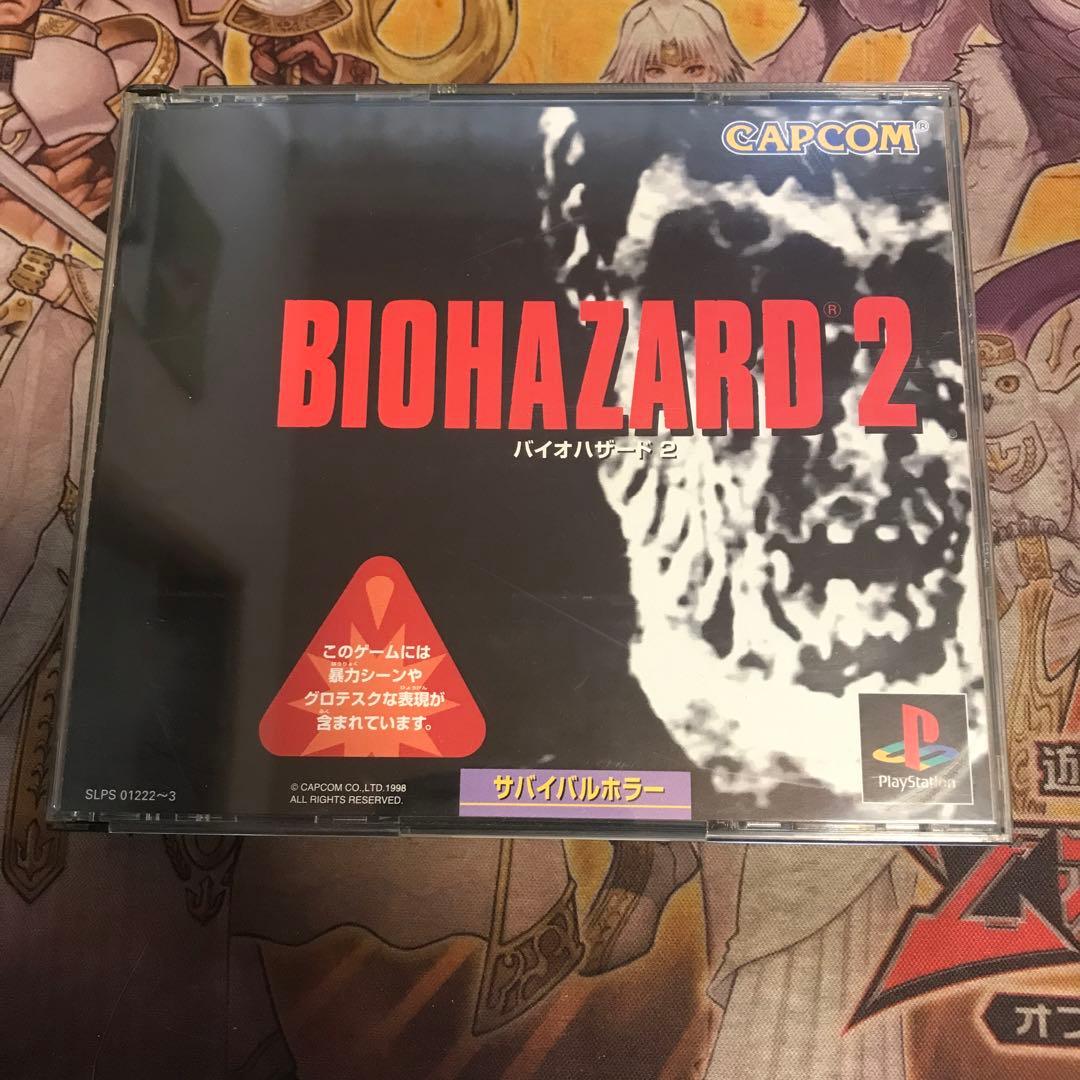 CAPCOM®
BIOHAZARD® 2
バイオハザード 2
このゲームには
暴力シーンや
グロテスクな表現が
含まれています。
© CAPCOM CO.,LTD.1998
ALL RIGHTS RESERVED.
SLPS 01222〜3
サバイバルホラー
PlayStation
遊
オフ